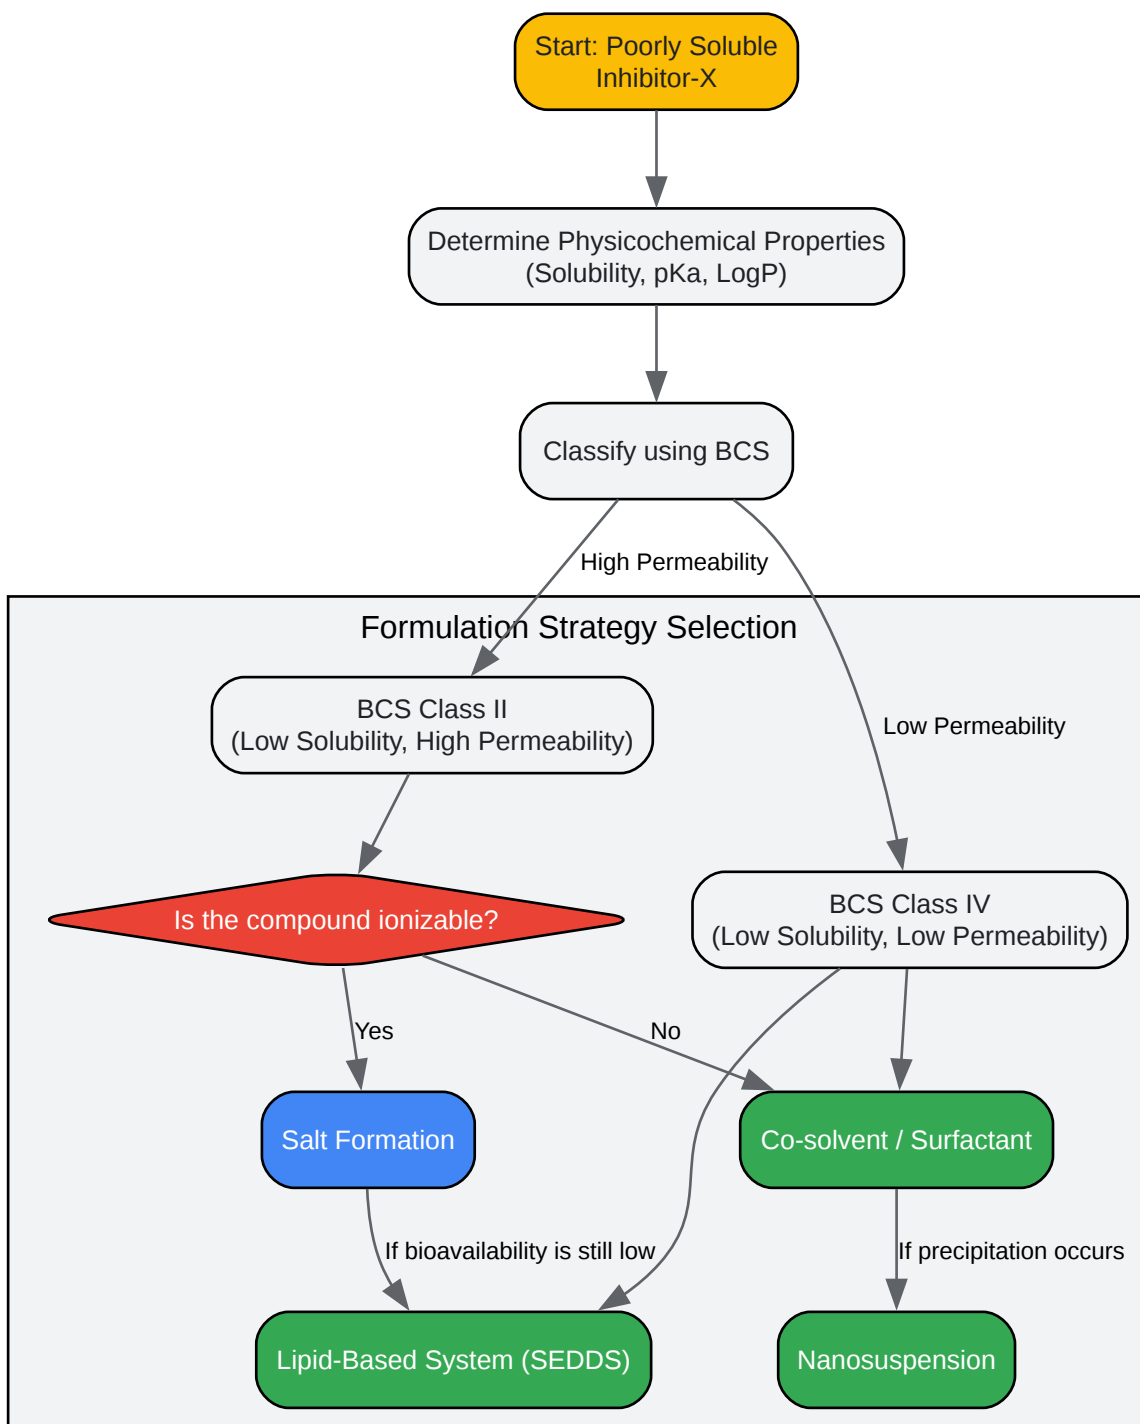 Start: Poorly Soluble
Inhibitor-X
Determine Physicochemical Properties
(Solubility, pKa, LogP)
Classify using BCS
High Permeability
Formulation Strategy Selection
BCS Class II
(Low Solubility, High Permeability)
Low Permeability
Is the compound ionizable?
BCS Class IV
(Low Solubility, Low Permeability)
Yes
No
Salt Formation
Co-solvent / Surfactant
If bioavailability is still low
If precipitation occurs
Lipid-Based System (SEDDS)
Nanosuspension